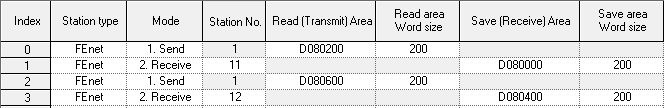 Index Station type Mode Station No. Read (Transmit) Area Read area Word size Save (Receive) Area Save area Word size
0 FEnet 1. Send 1 D080200 200
1 FEnet 2. Receive 11 D080000 200
2 FEnet 1. Send 1 D080600 200
3 FEnet 2. Receive 12 D080400 200